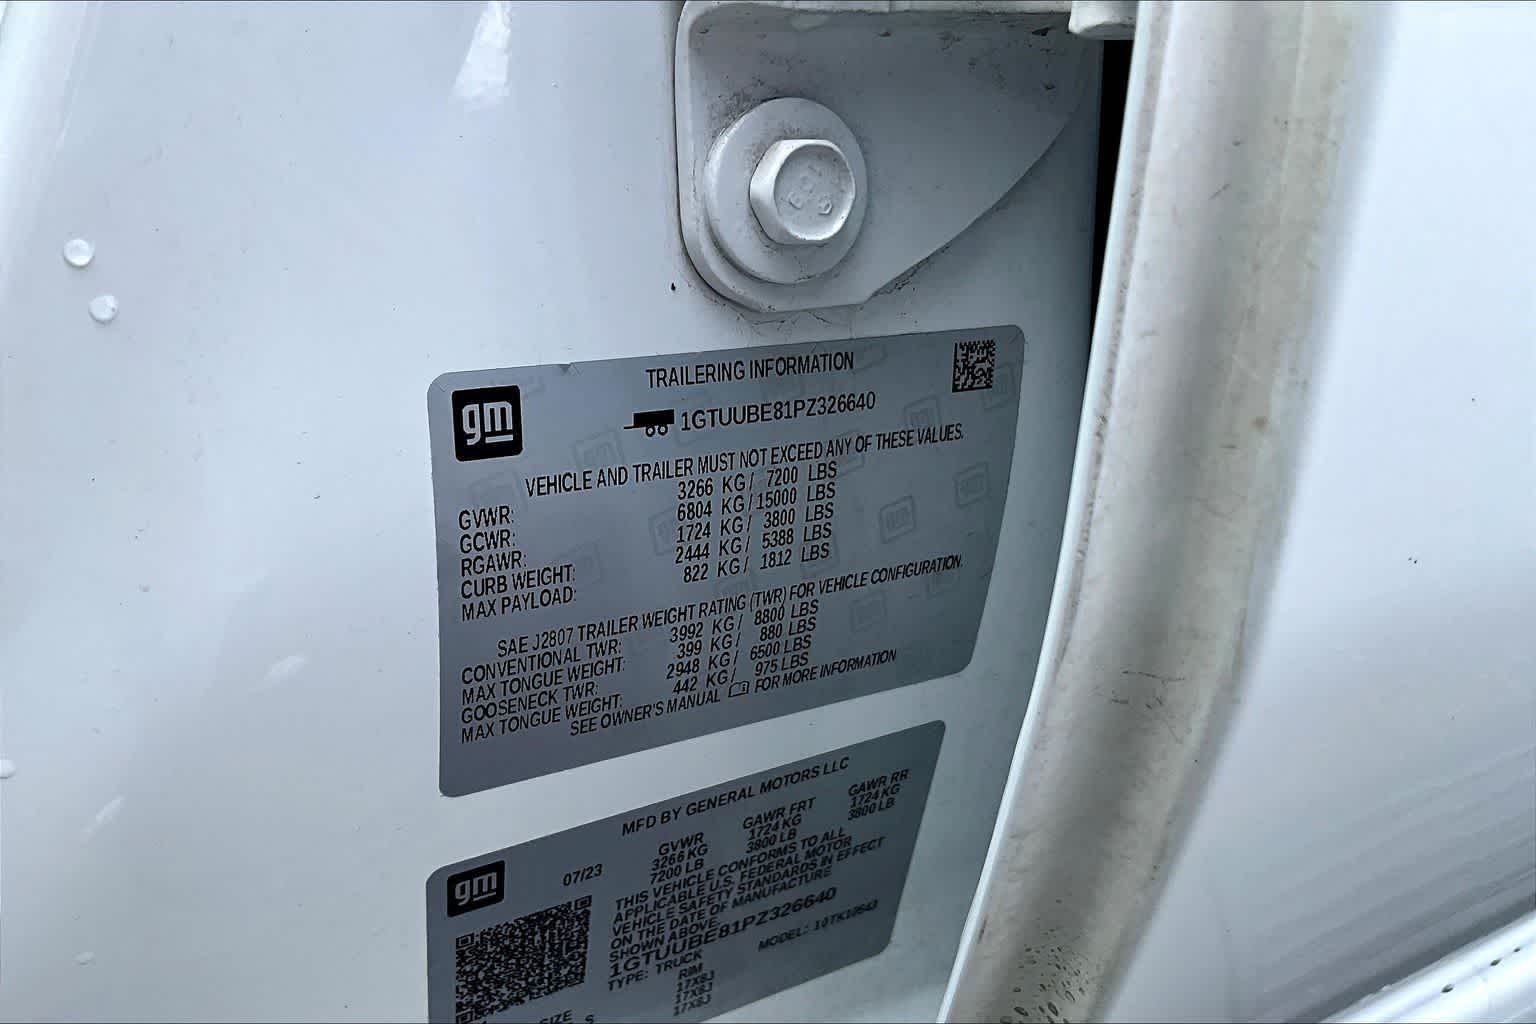 TRAILERING INFORMATION
gm
1GTUUBE81PZ326640
VEHICLE AND TRAILER MUST NOT EXCEED ANY OF THESE VALUES.
GVWR: 3266 KG/ 7200 LBS
GCWR: 6804 KG/ 15000 LBS
RGAWR: 1724 KG/ 3800 LBS
CURB WEIGHT: 2444 KG/ 5388 LBS
MAX PAYLOAD: 822 KG/ 1812 LBS
SAE J2807 TRAILER WEIGHT RATING (TWR) FOR VEHICLE CONFIGURATION.
CONVENTIONAL TWR: 3992 KG/ 8800 LBS
MAX TONGUE WEIGHT: 399 KG/ 880 LBS
GOOSENECK TWR: 2948 KG/ 6500 LBS
MAX TONGUE WEIGHT: 442 KG/ 975 LBS
SEE OWNER'S MANUAL FOR MORE INFORMATION
MFD BY GENERAL MOTORS LLC
gm
07/23
GVWR GAWR FRT GAWR RR
3266 KG 1724 KG 1724 KG
7200 LB 3800 LB 3800 LB
THIS VEHICLE CONFORMS TO ALL
APPLICABLE U.S. FEDERAL MOTOR
VEHICLE SAFETY STANDARDS IN EFFECT
ON THE DATE OF MANUFACTURE
SHOWN ABOVE.
1GTUUBE81PZ326640
TYPE: TRUCK MODEL: 10TK10543
RIM
17X8J
SIZE 17X8J
17X8J